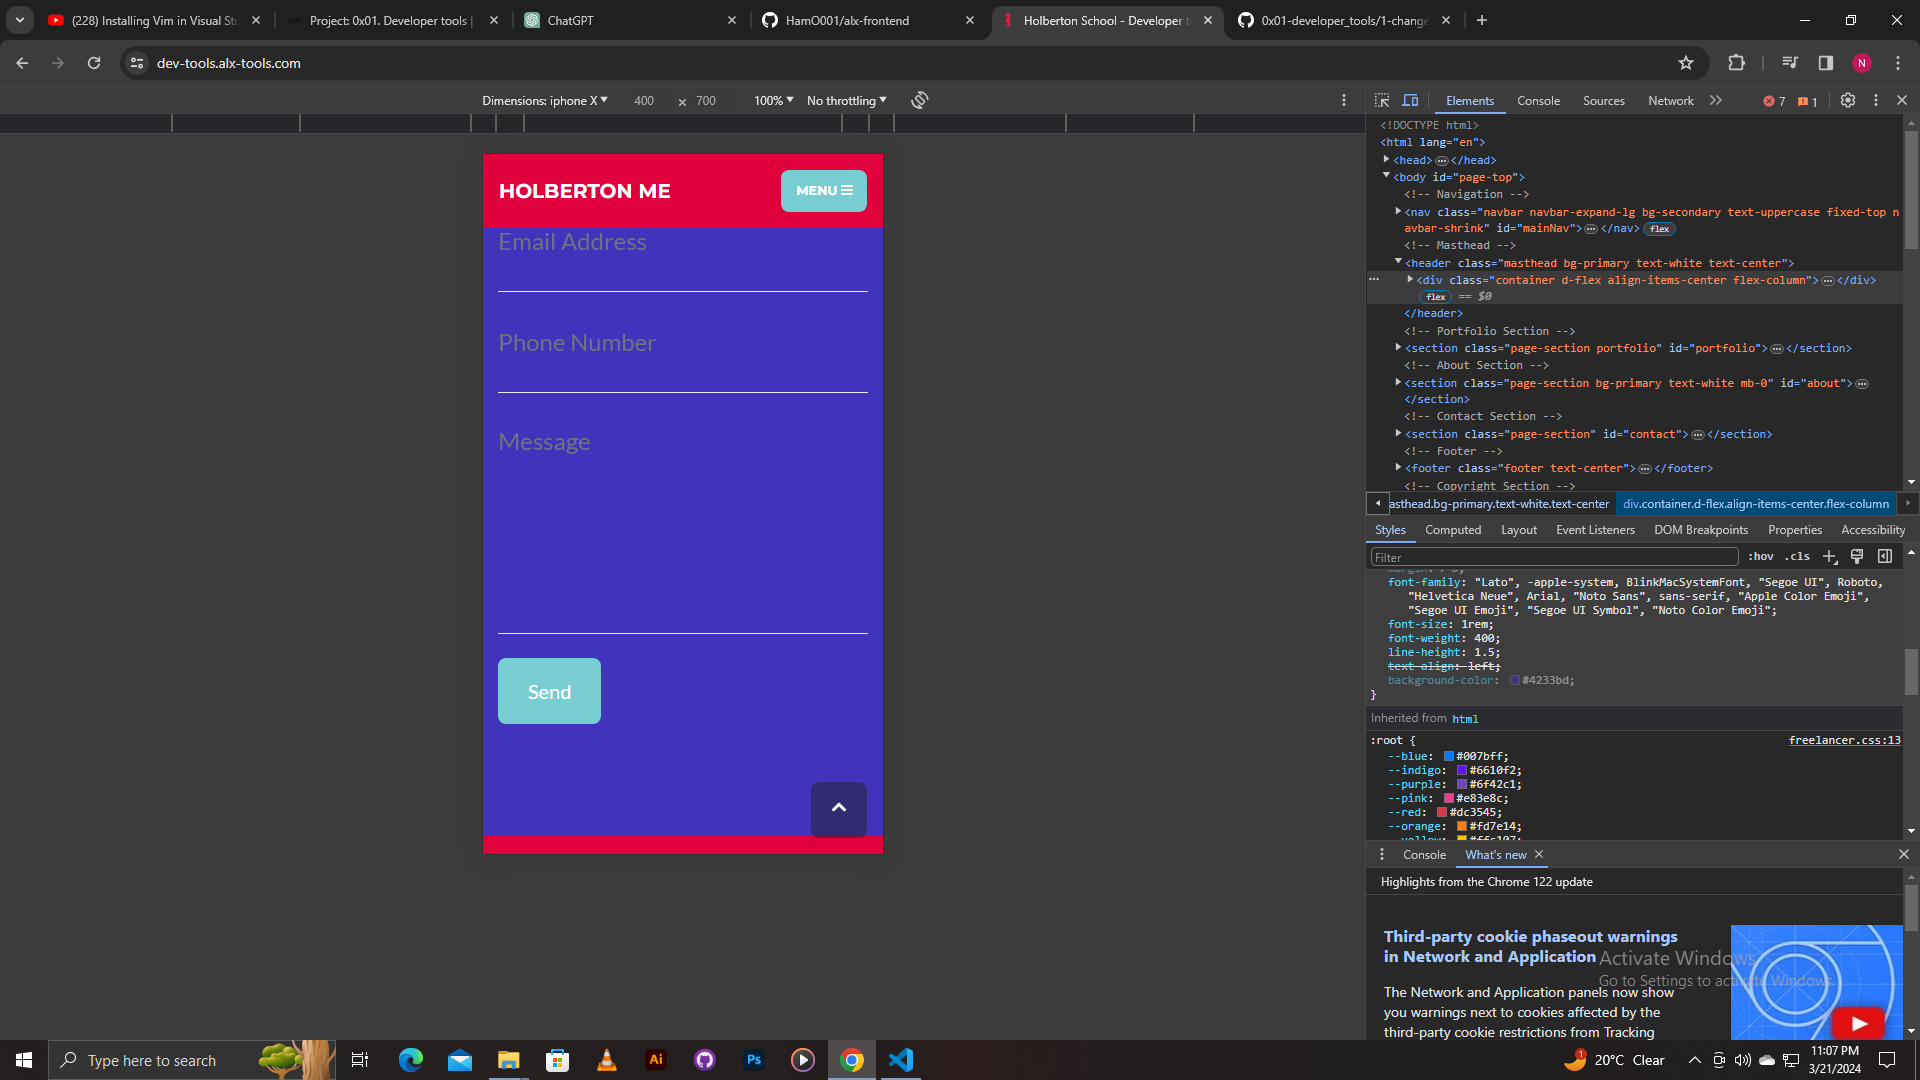 (228) Installing Vim in Visual Stu
Project: 0x01. Developer tools |
ChatGPT
HamO001/alx-frontend
Holberton School - Developer t
0x01-developer_tools/1-change
dev-tools.alx-tools.com
N
Dimensions: iphone X
400 × 700
100%
No throttling
Elements
Console
Sources
Network
7
1
HOLBERTON ME
MENU
Email Address
Phone Number
Message
Send
<!DOCTYPE html>
<html lang="en">
<head> … </head>
<body id="page-top">
<!-- Navigation -->
<nav class="navbar navbar-expand-lg bg-secondary text-uppercase fixed-top n
avbar-shrink" id="mainNav"> … </nav> flex
<!-- Masthead -->
<header class="masthead bg-primary text-white text-center">
<div class="container d-flex align-items-center flex-column"> … </div>
flex == $0
</header>
<!-- Portfolio Section -->
<section class="page-section portfolio" id="portfolio"> … </section>
<!-- About Section -->
<section class="page-section bg-primary text-white mb-0" id="about"> …
</section>
<!-- Contact Section -->
<section class="page-section" id="contact"> … </section>
<!-- Footer -->
<footer class="footer text-center"> … </footer>
<!-- Copyright Section -->
asthead.bg-primary.text-white.text-center
div.container.d-flex.align-items-center.flex-column
Styles
Computed
Layout
Event Listeners
DOM Breakpoints
Properties
Accessibility
Filter
:hov .cls
font-family: "Lato", -apple-system, BlinkMacSystemFont, "Segoe UI", Roboto,
"Helvetica Neue", Arial, "Noto Sans", sans-serif, "Apple Color Emoji",
"Segoe UI Emoji", "Segoe UI Symbol", "Noto Color Emoji";
font-size: 1rem;
font-weight: 400;
line-height: 1.5;
text-align: left;
background-color: #4233bd;
}
Inherited from html
:root {
freelancer.css:13
--blue: #007bff;
--indigo: #6610f2;
--purple: #6f42c1;
--pink: #e83e8c;
--red: #dc3545;
--orange: #fd7e14;
--yellow: #ffc107;
Console
What's new
Highlights from the Chrome 122 update
Third-party cookie phaseout warnings
in Network and Application
The Network and Application panels now show
you warnings next to cookies affected by the
third-party cookie restrictions from Tracking
Activate Windows
Go to Settings to activate Windows.
Type here to search
Ai
Ps
1
20°C Clear
11:07 PM
3/21/2024